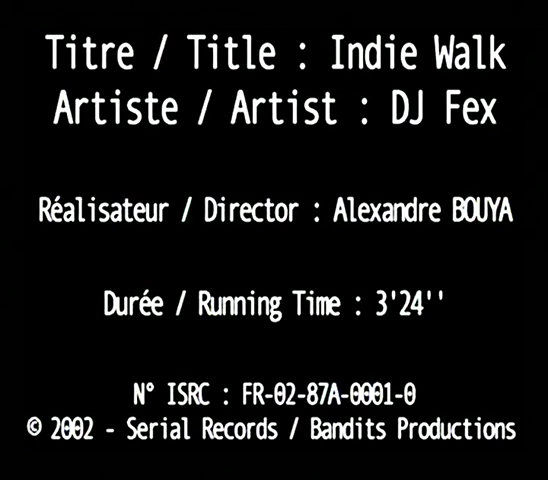 Titre / Title : Indie Walk
Artiste / Artist : DJ Fex
Réalisateur / Director : Alexandre BOUYA
Durée / Running Time : 3'24''
N° ISRC : FR-02-87A-0001-0
© 2002 - Serial Records / Bandits Productions